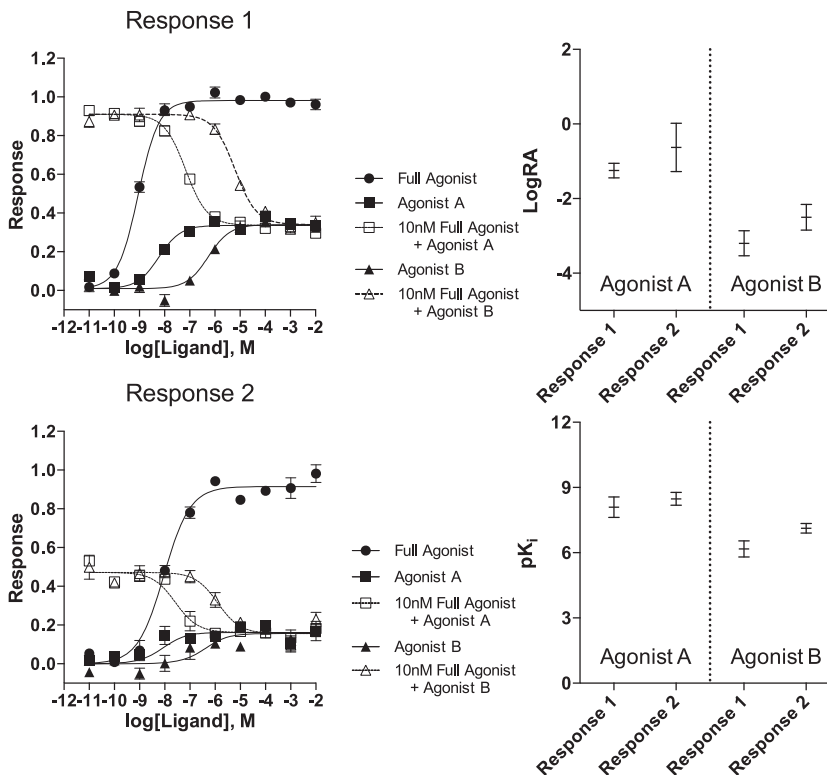 Response 1
1.2
1.0
0.8
0.6
0.4
0.2
0.0
Response
-12 -11 -10 -9 -8 -7 -6 -5 -4 -3 -2
log[Ligand], M
Full Agonist
Agonist A
10nM Full Agonist
+ Agonist A
Agonist B
10nM Full Agonist
+ Agonist B
2
0
-2
-4
LogRA
Agonist A
Agonist B
Response 1
Response 2
Response 1
Response 2
Response 2
1.2
1.0
0.8
0.6
0.4
0.2
0.0
Response
-12 -11 -10 -9 -8 -7 -6 -5 -4 -3 -2
log[Ligand], M
Full Agonist
Agonist A
10nM Full Agonist
+ Agonist A
Agonist B
10nM Full Agonist
+ Agonist B
12
9
6
3
0
pKi
Agonist A
Agonist B
Response 1
Response 2
Response 1
Response 2